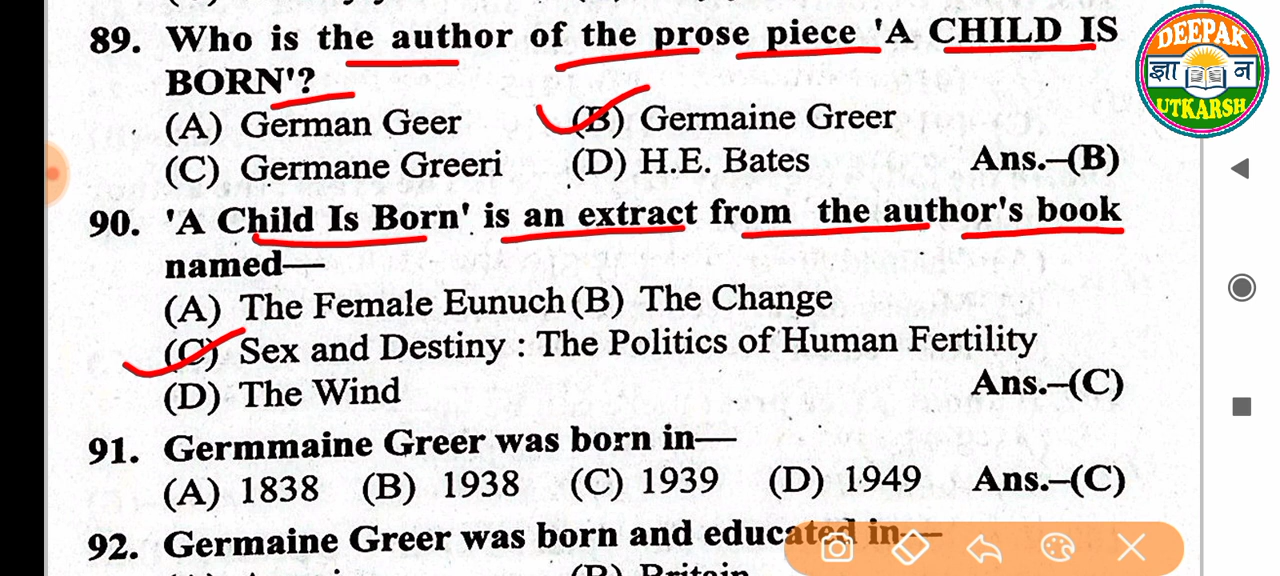 89. Who is the author of the prose piece 'A CHILD IS
BORN'?
(A) German Geer (B) Germaine Greer
(C) Germane Greeri (D) H.E. Bates Ans.–(B)
90. 'A Child Is Born' is an extract from the author's book
named—
(A) The Female Eunuch (B) The Change
(C) Sex and Destiny : The Politics of Human Fertility
(D) The Wind Ans.–(C)
91. Germmaine Greer was born in—
(A) 1838 (B) 1938 (C) 1939 (D) 1949 Ans.–(C)
92. Germaine Greer was born and educated in—
(B) Britain
DEEPAK
ज्ञा न
UTKARSH